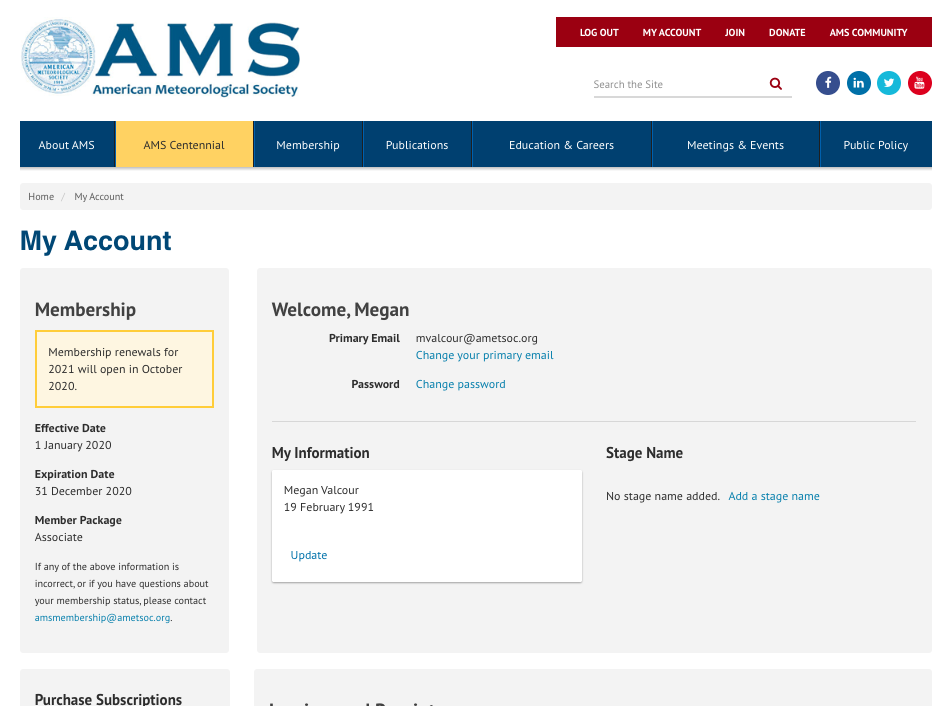 AMS
American Meteorological Society
AMERICAN
METEOROLOGICAL
SOCIETY
LOG OUT MY ACCOUNT JOIN DONATE AMS COMMUNITY
Search the Site
About AMS AMS Centennial Membership Publications Education & Careers Meetings & Events Public Policy
Home / My Account
My Account
Membership
Membership renewals for
2021 will open in October
2020.
Effective Date
1 January 2020
Expiration Date
31 December 2020
Member Package
Associate
If any of the above information is
incorrect, or if you have questions about
your membership status, please contact
amsmembership@ametsoc.org.
Welcome, Megan
Primary Email mvalcour@ametsoc.org
Change your primary email
Password Change password
My Information
Megan Valcour
19 February 1991
Update
Stage Name
No stage name added. Add a stage name
Purchase Subscriptions